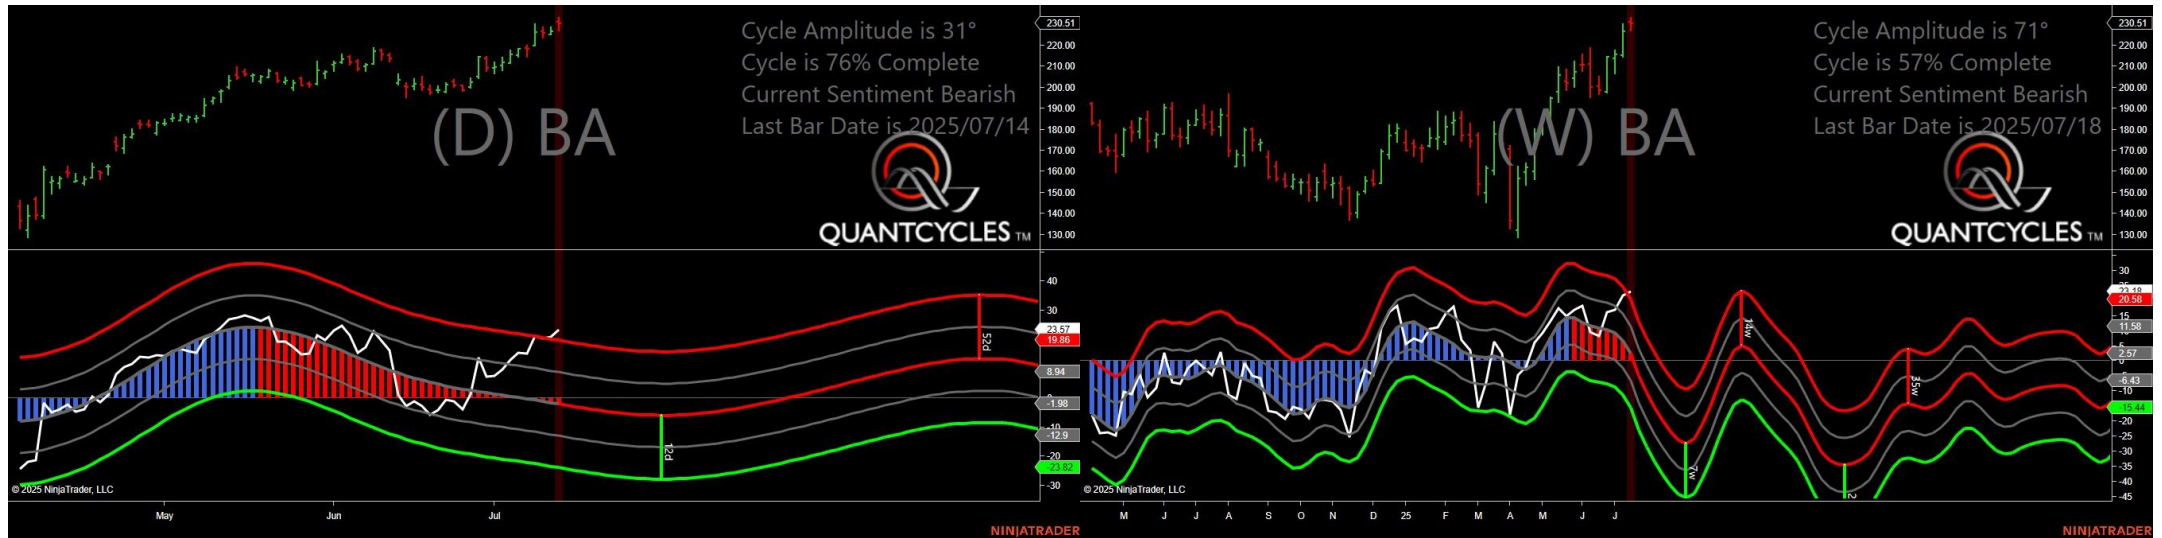 Cycle Amplitude is 31°
Cycle is 76% Complete
Current Sentiment Bearish
Last Bar Date is 2025/07/14
(D) BA
QUANTCYCLES TM
230.51
220.00
210.00
200.00
190.00
180.00
170.00
160.00
150.00
140.00
130.00
40
30
23.57
19.86
8.94
-1.98
-10
-12.9
-20
-23.82
-30
52d
12d
© 2025 NinjaTrader, LLC
May
Jun
Jul
NINJATRADER
Cycle Amplitude is 71°
Cycle is 57% Complete
Current Sentiment Bearish
Last Bar Date is 2025/07/18
(W) BA
QUANTCYCLES TM
230.51
220.00
210.00
200.00
190.00
180.00
170.00
160.00
150.00
140.00
130.00
30
23.18
20.58
15
11.58
2.57
-6.43
-10
-15.44
-20
-25
-30
-35
-40
-45
14w
7w
35w
2
© 2025 NinjaTrader, LLC
M J J A S O N D 25 F M A M J J
NINJATRADER